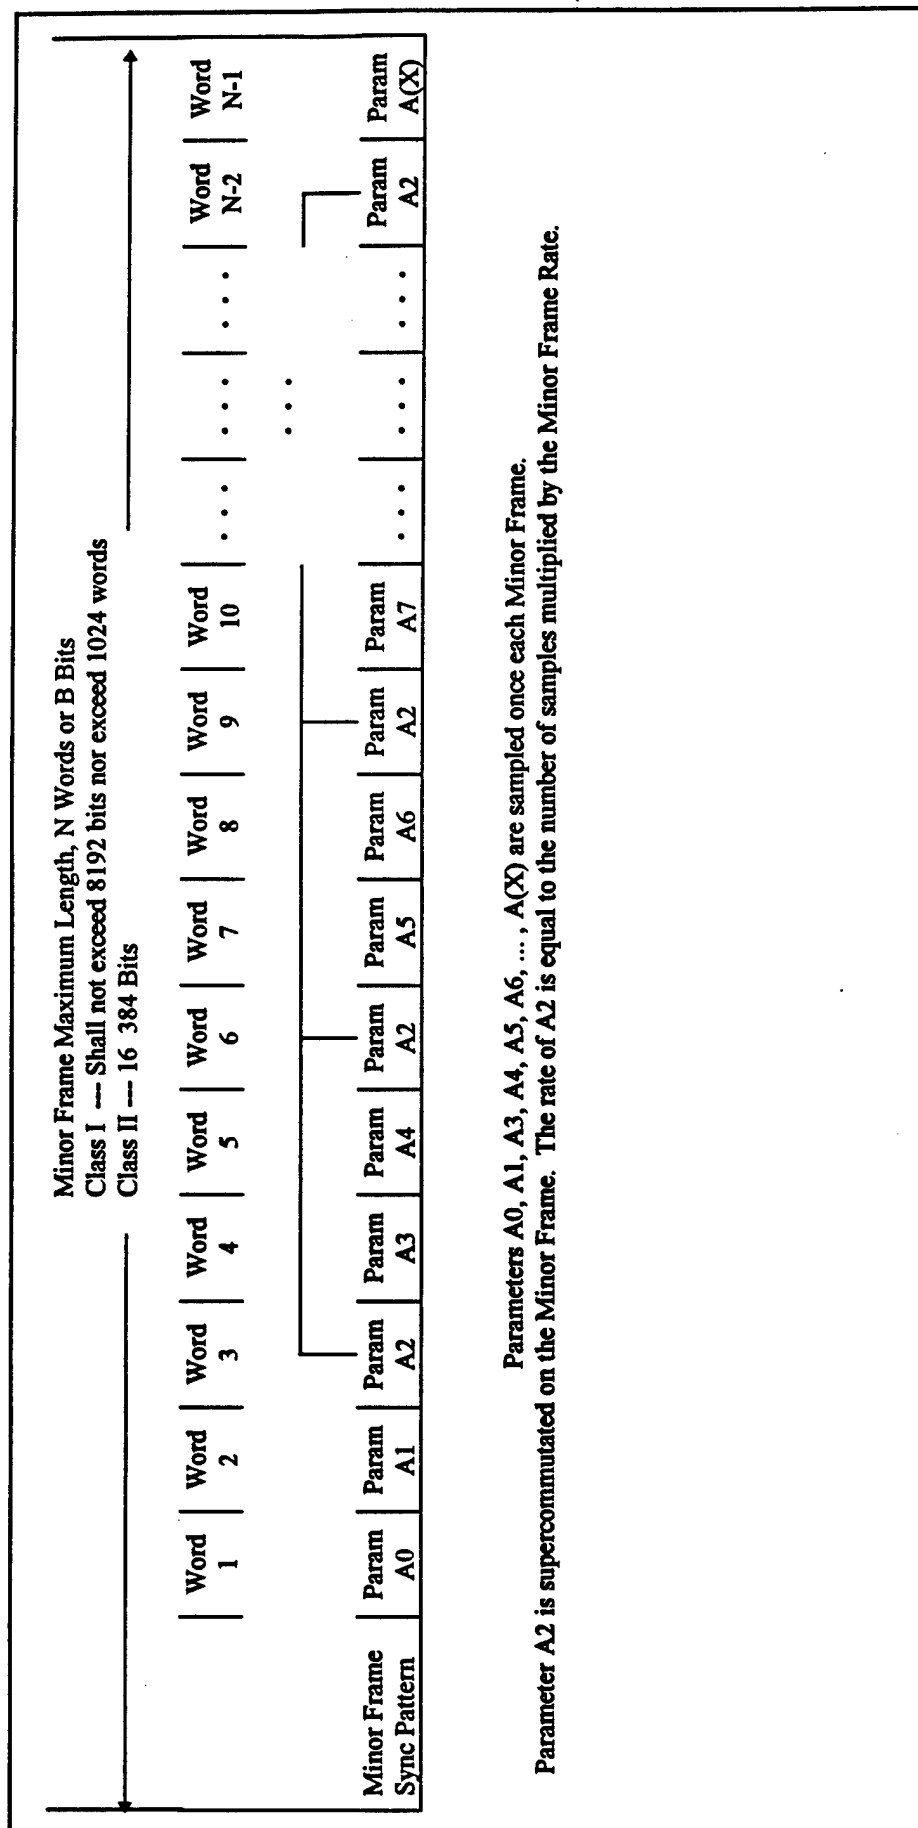 Minor Frame Maximum Length, N Words or B Bits
Class I --- Shall not exceed 8192 bits nor exceed 1024 words
Class II --- 16 384 Bits
Word Word Word Word Word Word Word Word Word Word Word Word
1 2 3 4 5 6 7 8 9 10 . . . . . . . . . . . N-2 N-1
. . .
Minor Frame Param Param Param Param Param Param Param Param Param Param Param Param
Sync Pattern A0 A1 A2 A3 A4 A2 A5 A6 A2 A7 . . . . . . . . . . . A2 A(X)
Parameters A0, A1, A3, A4, A5, A6, ... , A(X) are sampled once each Minor Frame.
Parameter A2 is supercommutated on the Minor Frame. The rate of A2 is equal to the number of samples multiplied by the Minor Frame Rate.